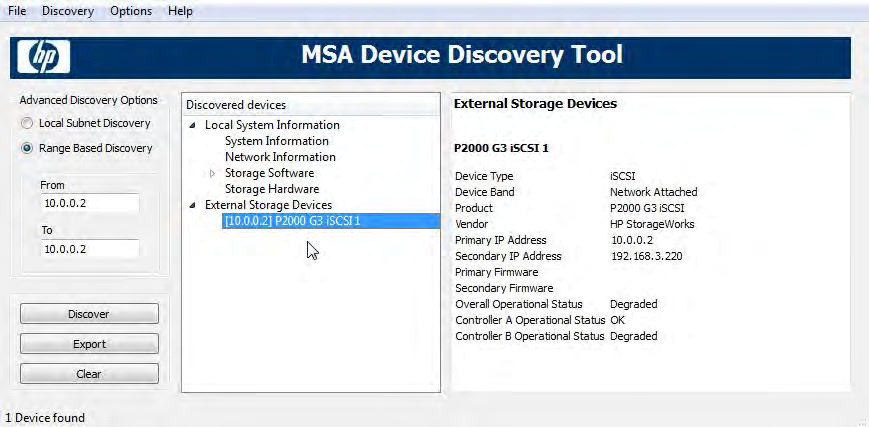 File Discovery Options Help
hp
MSA Device Discovery Tool
Advanced Discovery Options
Local Subnet Discovery
Range Based Discovery
From
10.0.0.2
To
10.0.0.2
Discover
Export
Clear
Discovered devices
Local System Information
System Information
Network Information
Storage Software
Storage Hardware
External Storage Devices
[10.0.0.2] P2000 G3 iSCSI 1
External Storage Devices
P2000 G3 iSCSI 1
Device Type iSCSI
Device Band Network Attached
Product P2000 G3 iSCSI
Vendor HP StorageWorks
Primary IP Address 10.0.0.2
Secondary IP Address 192.168.3.220
Primary Firmware
Secondary Firmware
Overall Operational Status Degraded
Controller A Operational Status OK
Controller B Operational Status Degraded
1 Device found